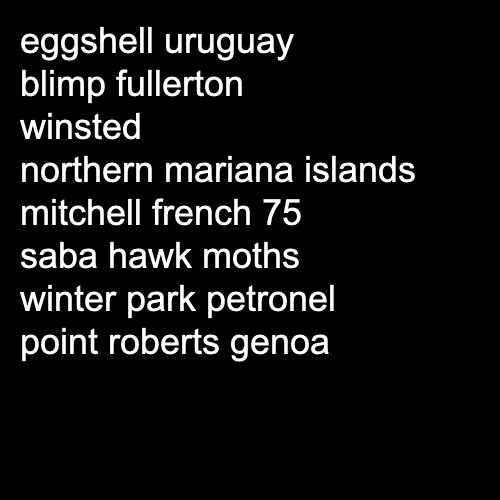 eggshell uruguay
blimp fullerton
winsted
northern mariana islands
mitchell french 75
saba hawk moths
winter park petronel
point roberts genoa